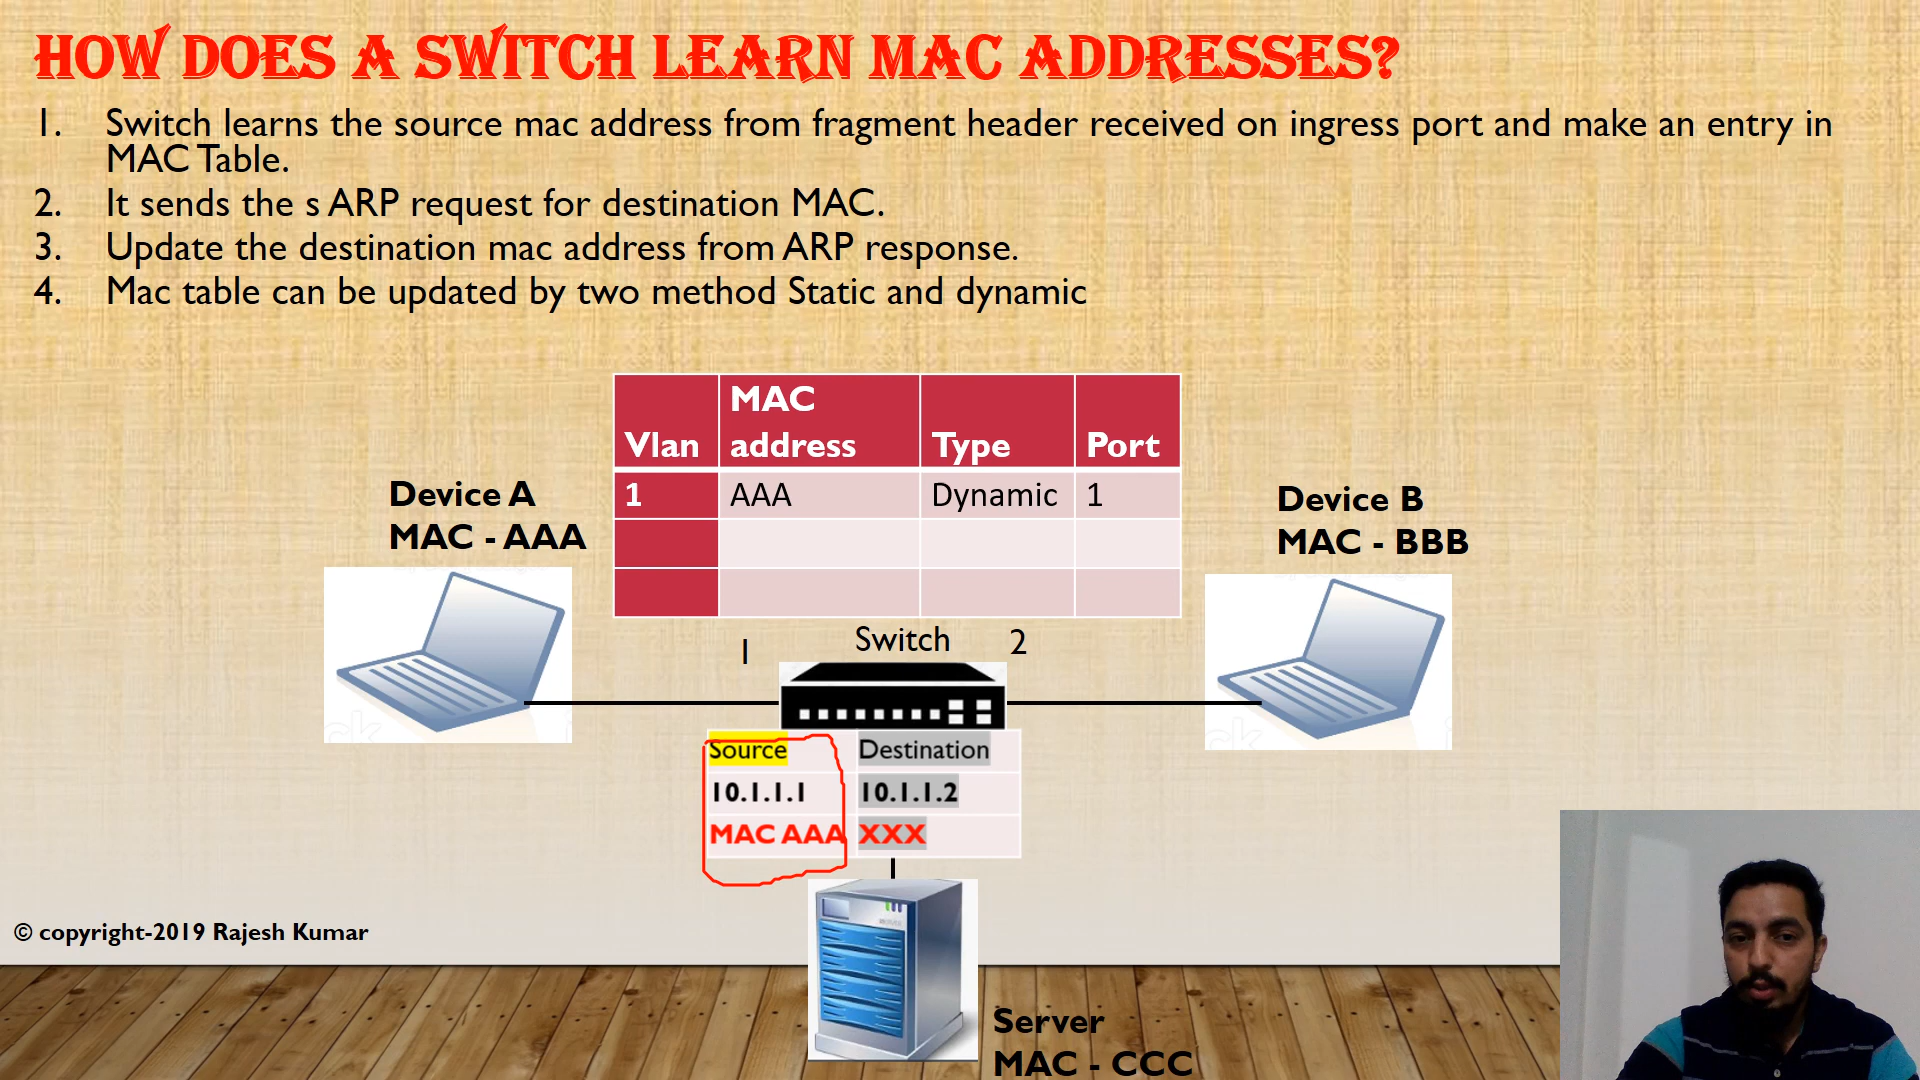 HOW DOES A SWITCH LEARN MAC ADDRESSES?
1. Switch learns the source mac address from fragment header received on ingress port and make an entry in
MAC Table.
2. It sends the s ARP request for destination MAC.
3. Update the destination mac address from ARP response.
4. Mac table can be updated by two method Static and dynamic
Vlan MAC address Type Port
1 AAA Dynamic 1
Device A
MAC - AAA
Device B
MAC - BBB
1 Switch 2
Source Destination
10.1.1.1 10.1.1.2
MAC AAA XXX
© copyright-2019 Rajesh Kumar
Server
MAC - CCC